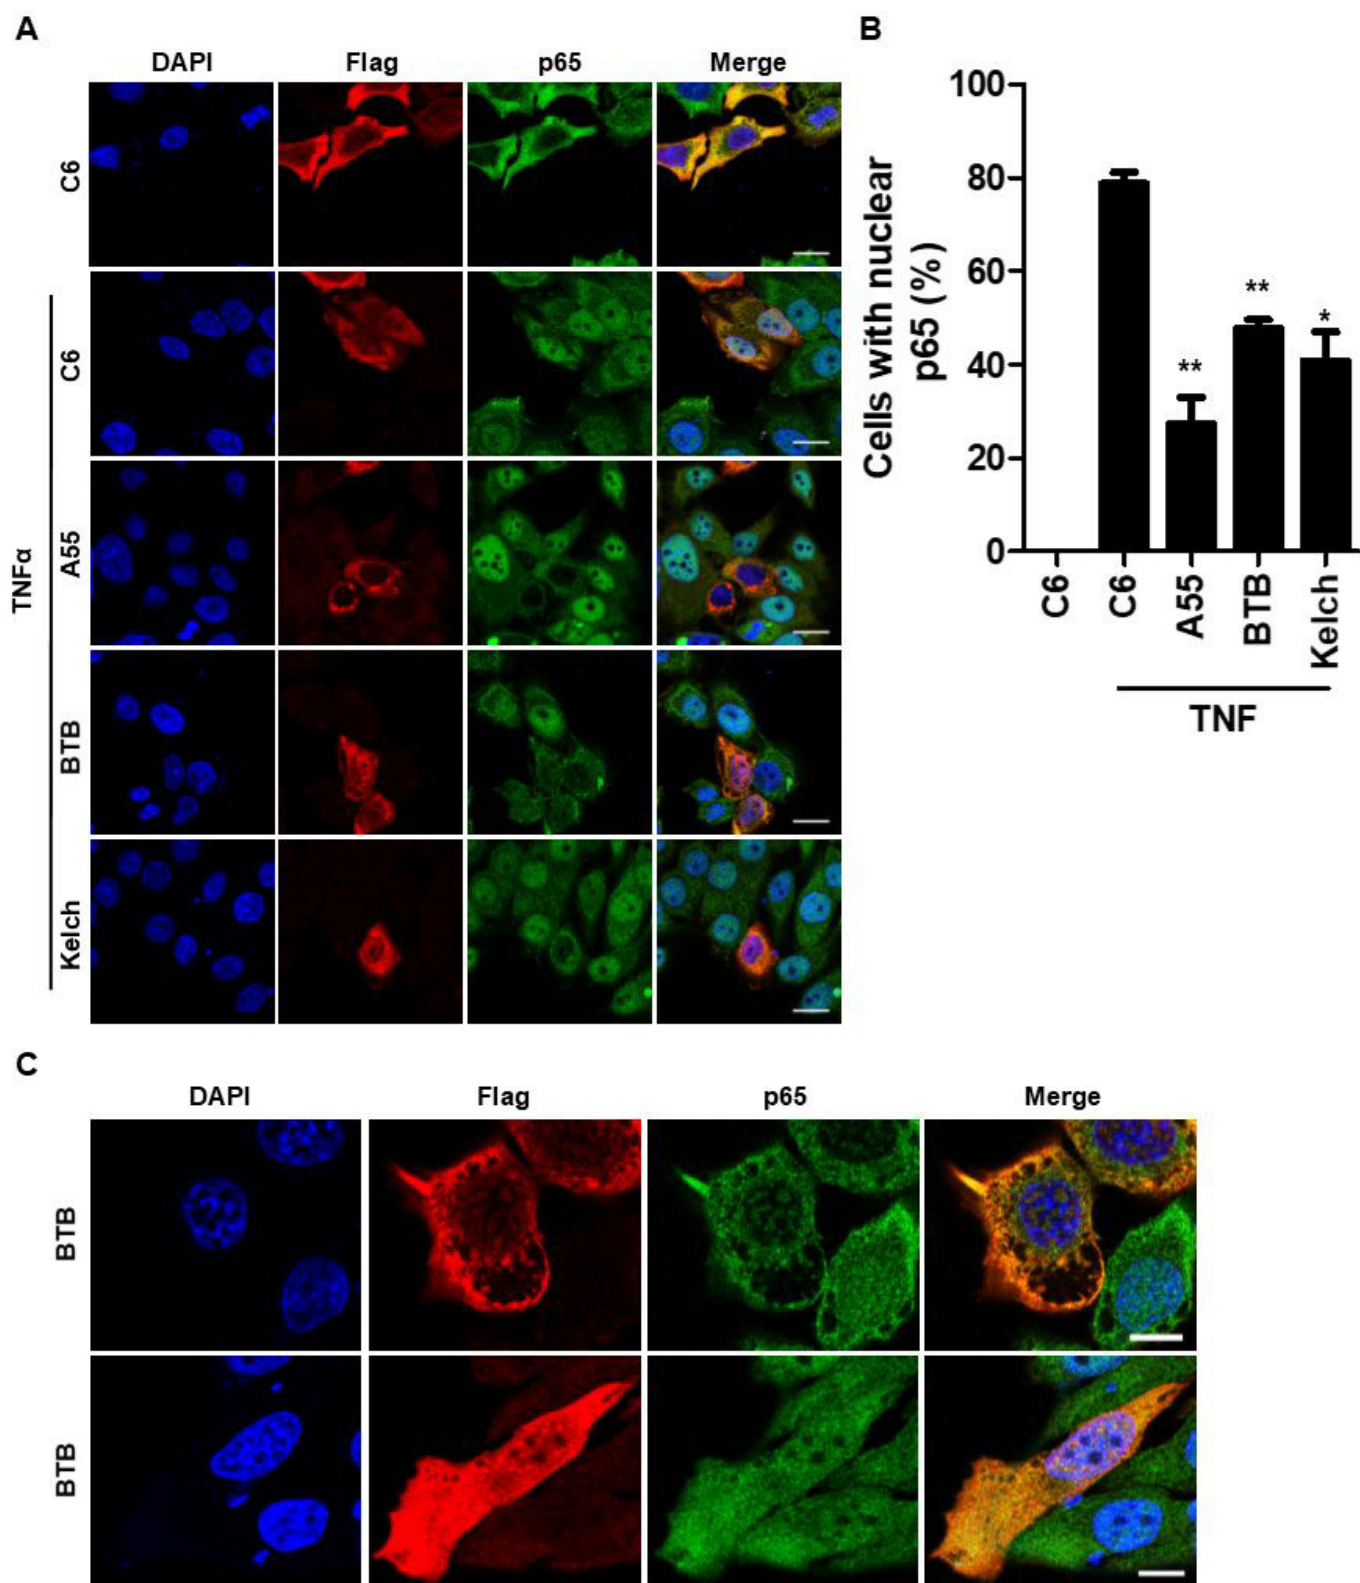 A
DAPI Flag p65 Merge
C6
C6
A55
BTB
Kelch
TNFα
B
Cells with nuclear
p65 (%)
100
80
60
40
20
0
** ** *
C6 C6 A55 BTB Kelch
TNF
C
DAPI Flag p65 Merge
BTB
BTB